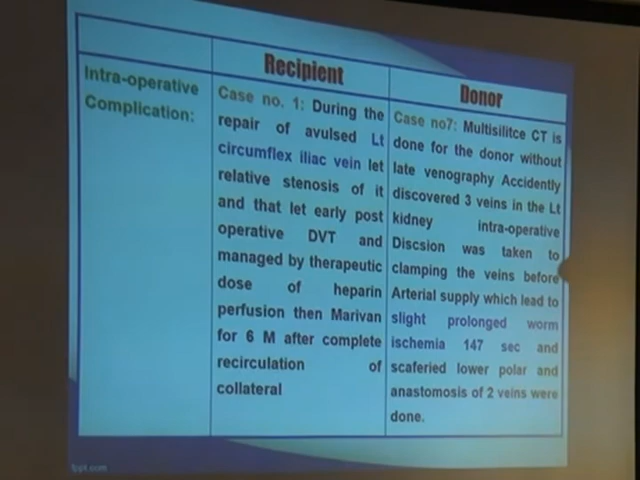 Recipient
Donor
Intra-operative
Complication:
Case no. 1: During the
repair of avulsed Lt
circumflex iliac vein let
relative stenosis of it
and that let early post
operative DVT and
managed by therapeutic
dose of heparin
perfusion then Marivan
for 6 M after complete
recirculation of
collateral
Case no7: Multisilitce CT is
done for the donor without
late venography Accidently
discovered 3 veins in the Lt
kidney intra-operative
Discsion was taken to
clamping the veins before
Arterial supply which lead to
slight prolonged worm
ischemia 147 sec and
scaferied lower polar and
anastomosis of 2 veins were
done.
fppt.com